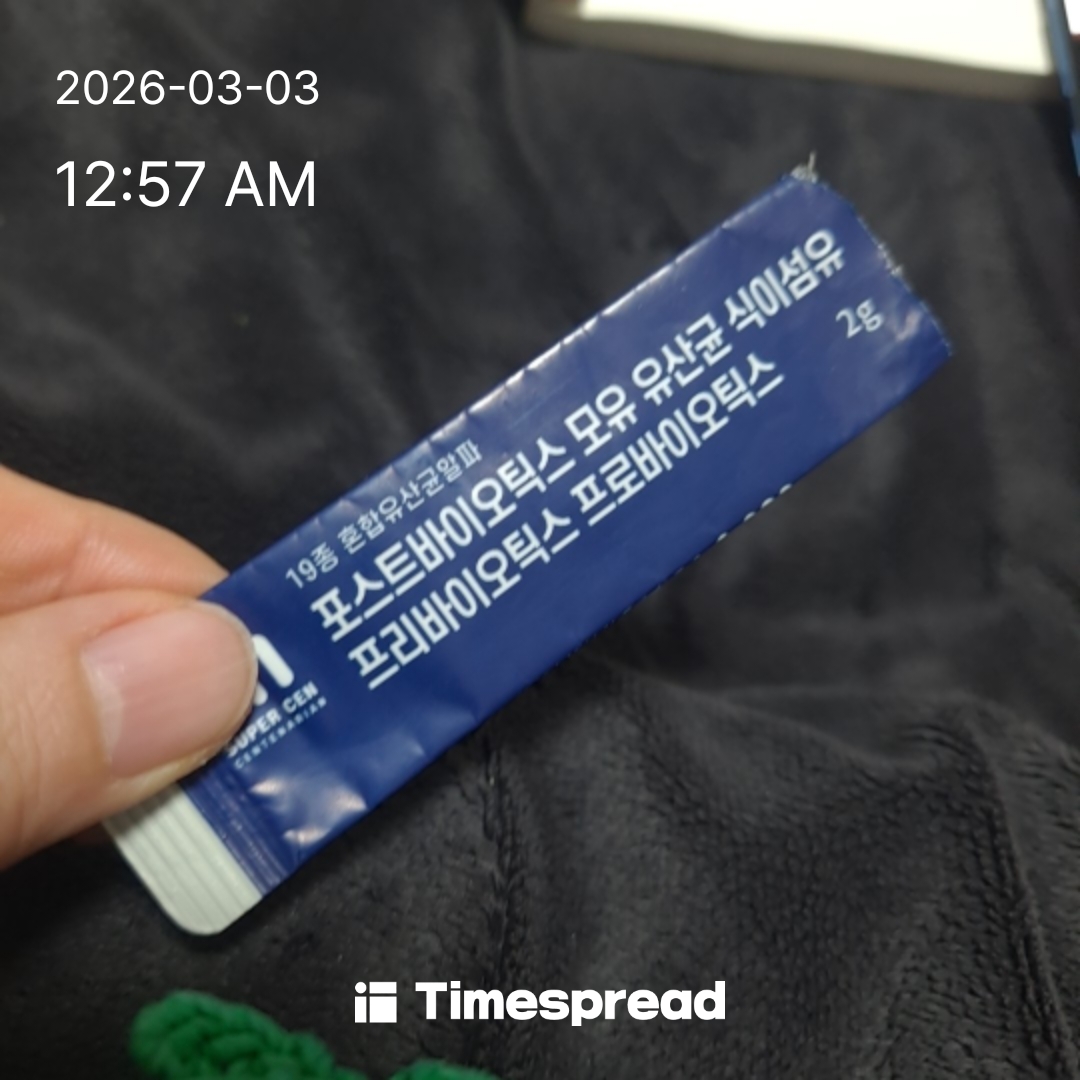 2026-03-03
12:57 AM
19종 혼합유산균알파
포스트바이오틱스 모유 유산균 식이섬유
프리바이오틱스 프로바이오틱스
2g
SUPER CEN
CENTENARIAN
Timespread